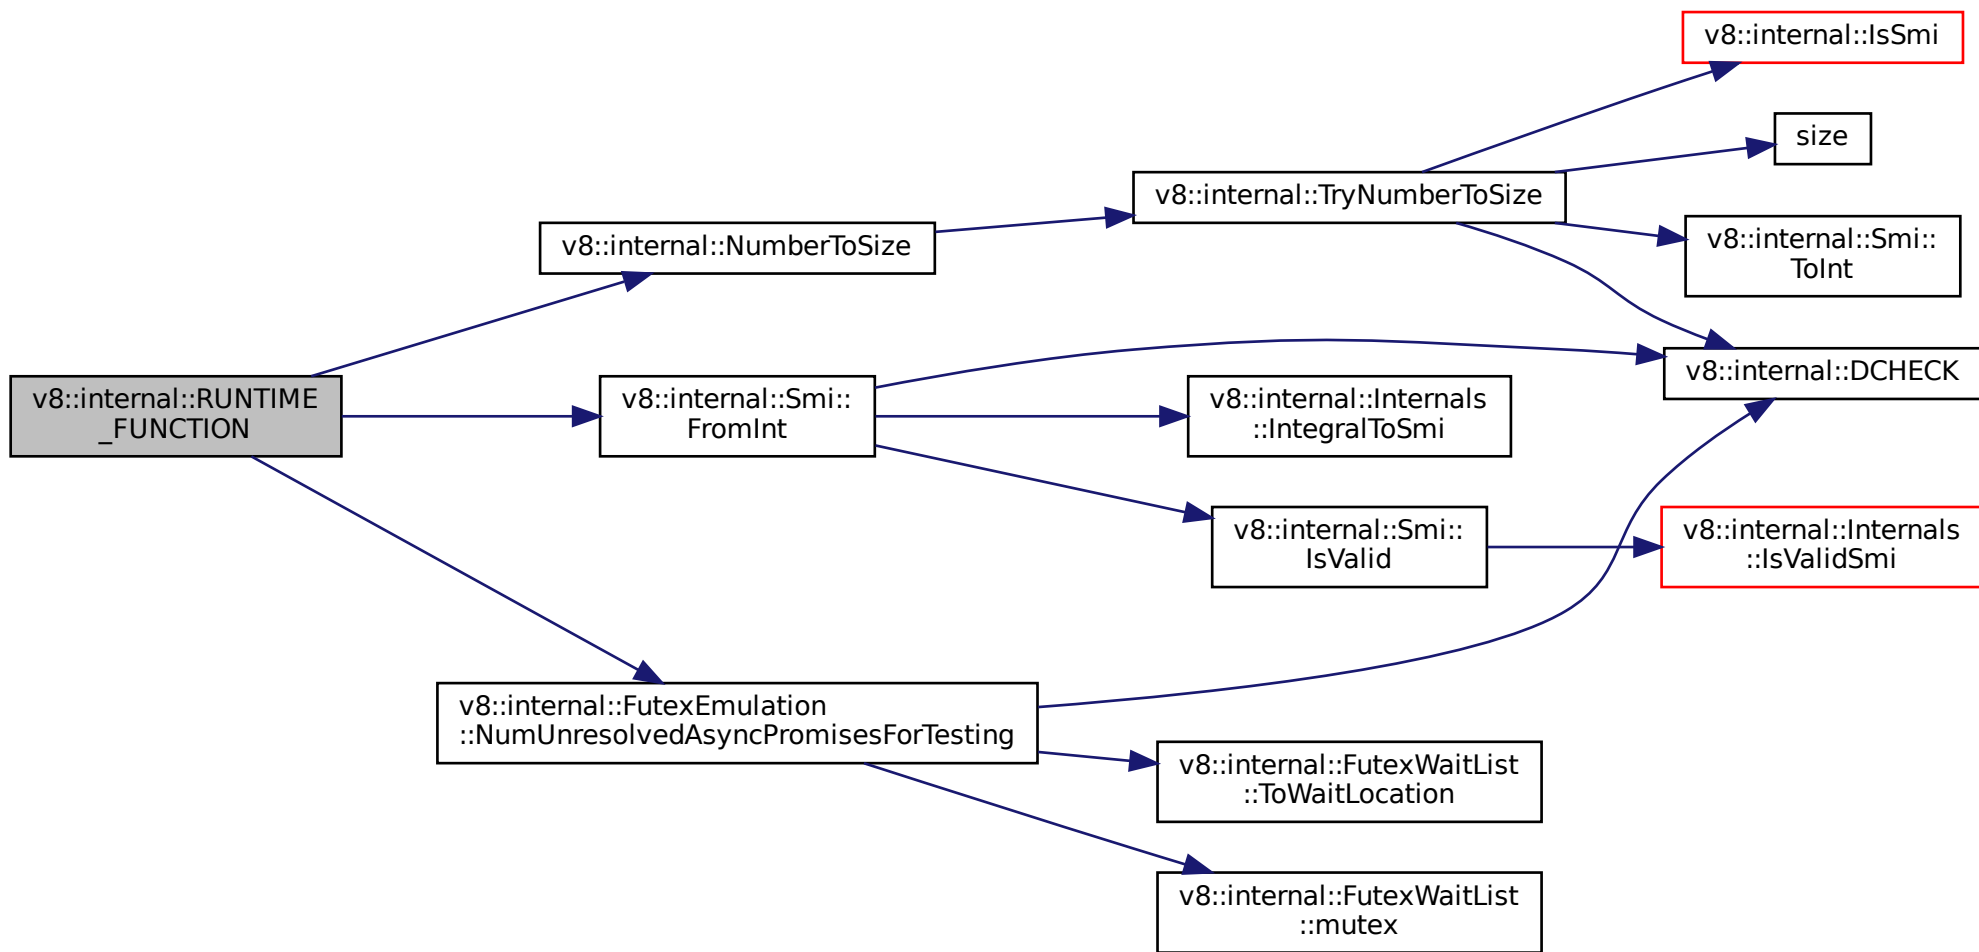 v8::internal::RUNTIME
_FUNCTION
v8::internal::NumberToSize
v8::internal::TryNumberToSize
v8::internal::IsSmi
size
v8::internal::Smi::
ToInt
v8::internal::DCHECK
v8::internal::Smi::
FromInt
v8::internal::Internals
::IntegralToSmi
v8::internal::Smi::
IsValid
v8::internal::Internals
::IsValidSmi
v8::internal::FutexEmulation
::NumUnresolvedAsyncPromisesForTesting
v8::internal::FutexWaitList
::ToWaitLocation
v8::internal::FutexWaitList
::mutex